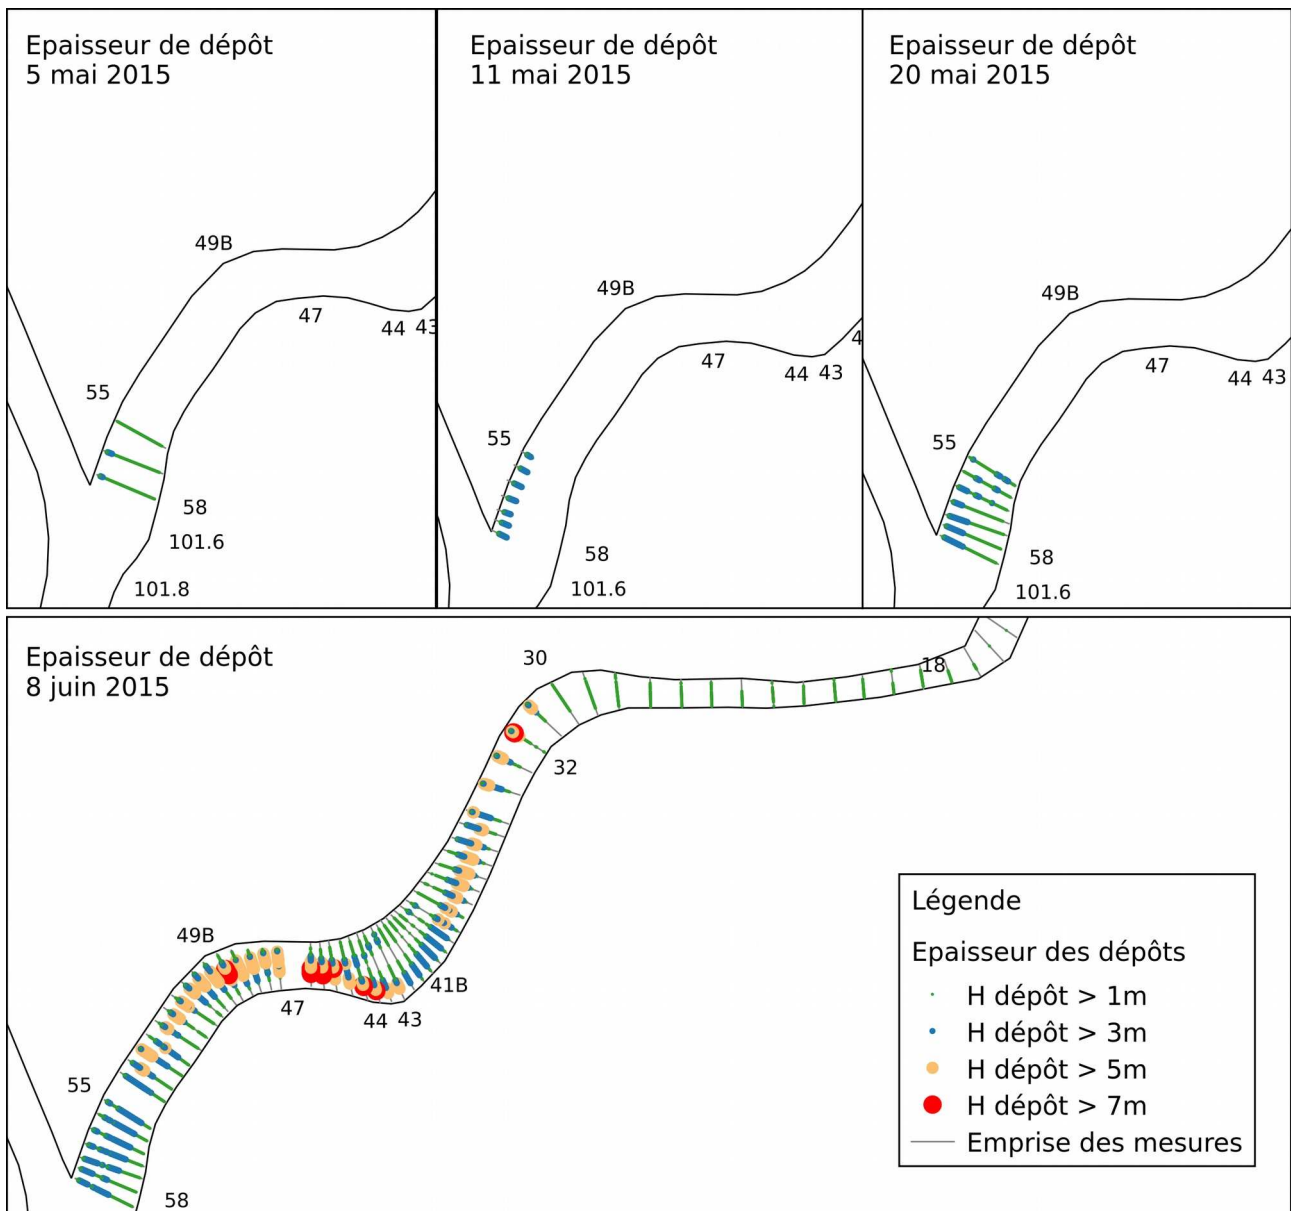 Epaisseur de dépôt
5 mai 2015
49B
47
44 43
55
58
101.6
101.8
Epaisseur de dépôt
11 mai 2015
49B
47
44 43
4
55
58
101.6
Epaisseur de dépôt
20 mai 2015
49B
47
44 43
55
58
101.6
Epaisseur de dépôt
8 juin 2015
30
18
32
49B
41B
47
44 43
55
58
Légende
Epaisseur des dépôts
H dépôt > 1m
H dépôt > 3m
H dépôt > 5m
H dépôt > 7m
Emprise des mesures